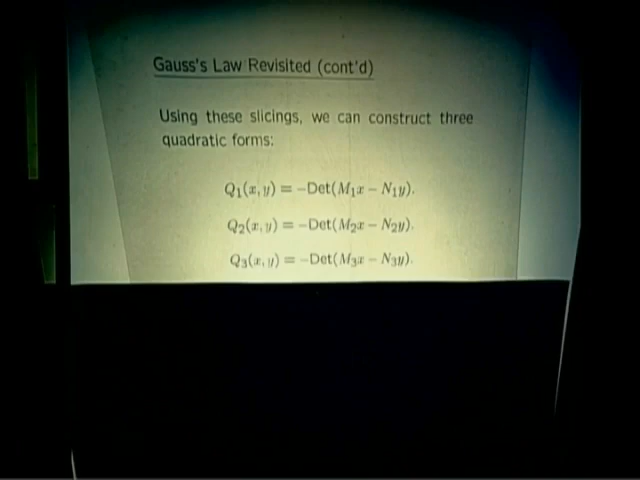 Gauss's Law Revisited (cont'd)
Using these slicings, we can construct three
quadratic forms:
Q₁(x, y) = −Det(M₁x − N₁y).
Q₂(x, y) = −Det(M₂x − N₂y).
Q₃(x, y) = −Det(M₃x − N₃y).